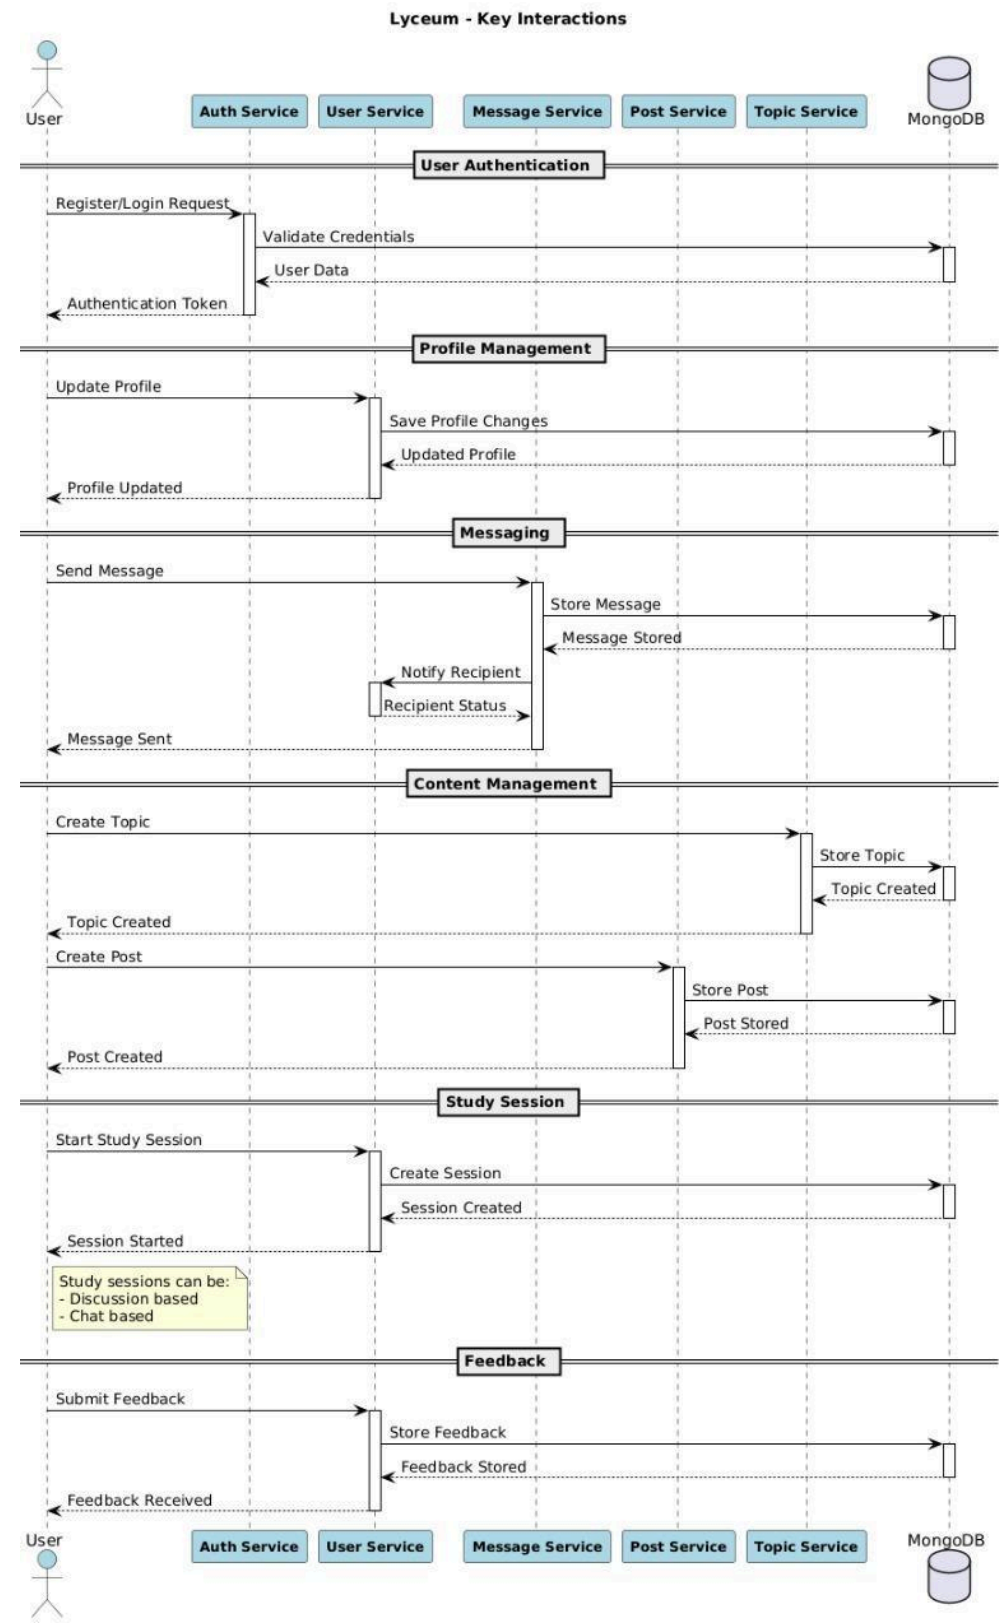 Lyceum - Key Interactions
User
Auth Service
User Service
Message Service
Post Service
Topic Service
MongoDB
User Authentication
Register/Login Request
Validate Credentials
User Data
Authentication Token
Profile Management
Update Profile
Save Profile Changes
Updated Profile
Profile Updated
Messaging
Send Message
Store Message
Message Stored
Notify Recipient
Recipient Status
Message Sent
Content Management
Create Topic
Store Topic
Topic Created
Topic Created
Create Post
Store Post
Post Stored
Post Created
Study Session
Start Study Session
Create Session
Session Created
Session Started
Study sessions can be:
- Discussion based
- Chat based
Feedback
Submit Feedback
Store Feedback
Feedback Stored
Feedback Received
User
Auth Service
User Service
Message Service
Post Service
Topic Service
MongoDB